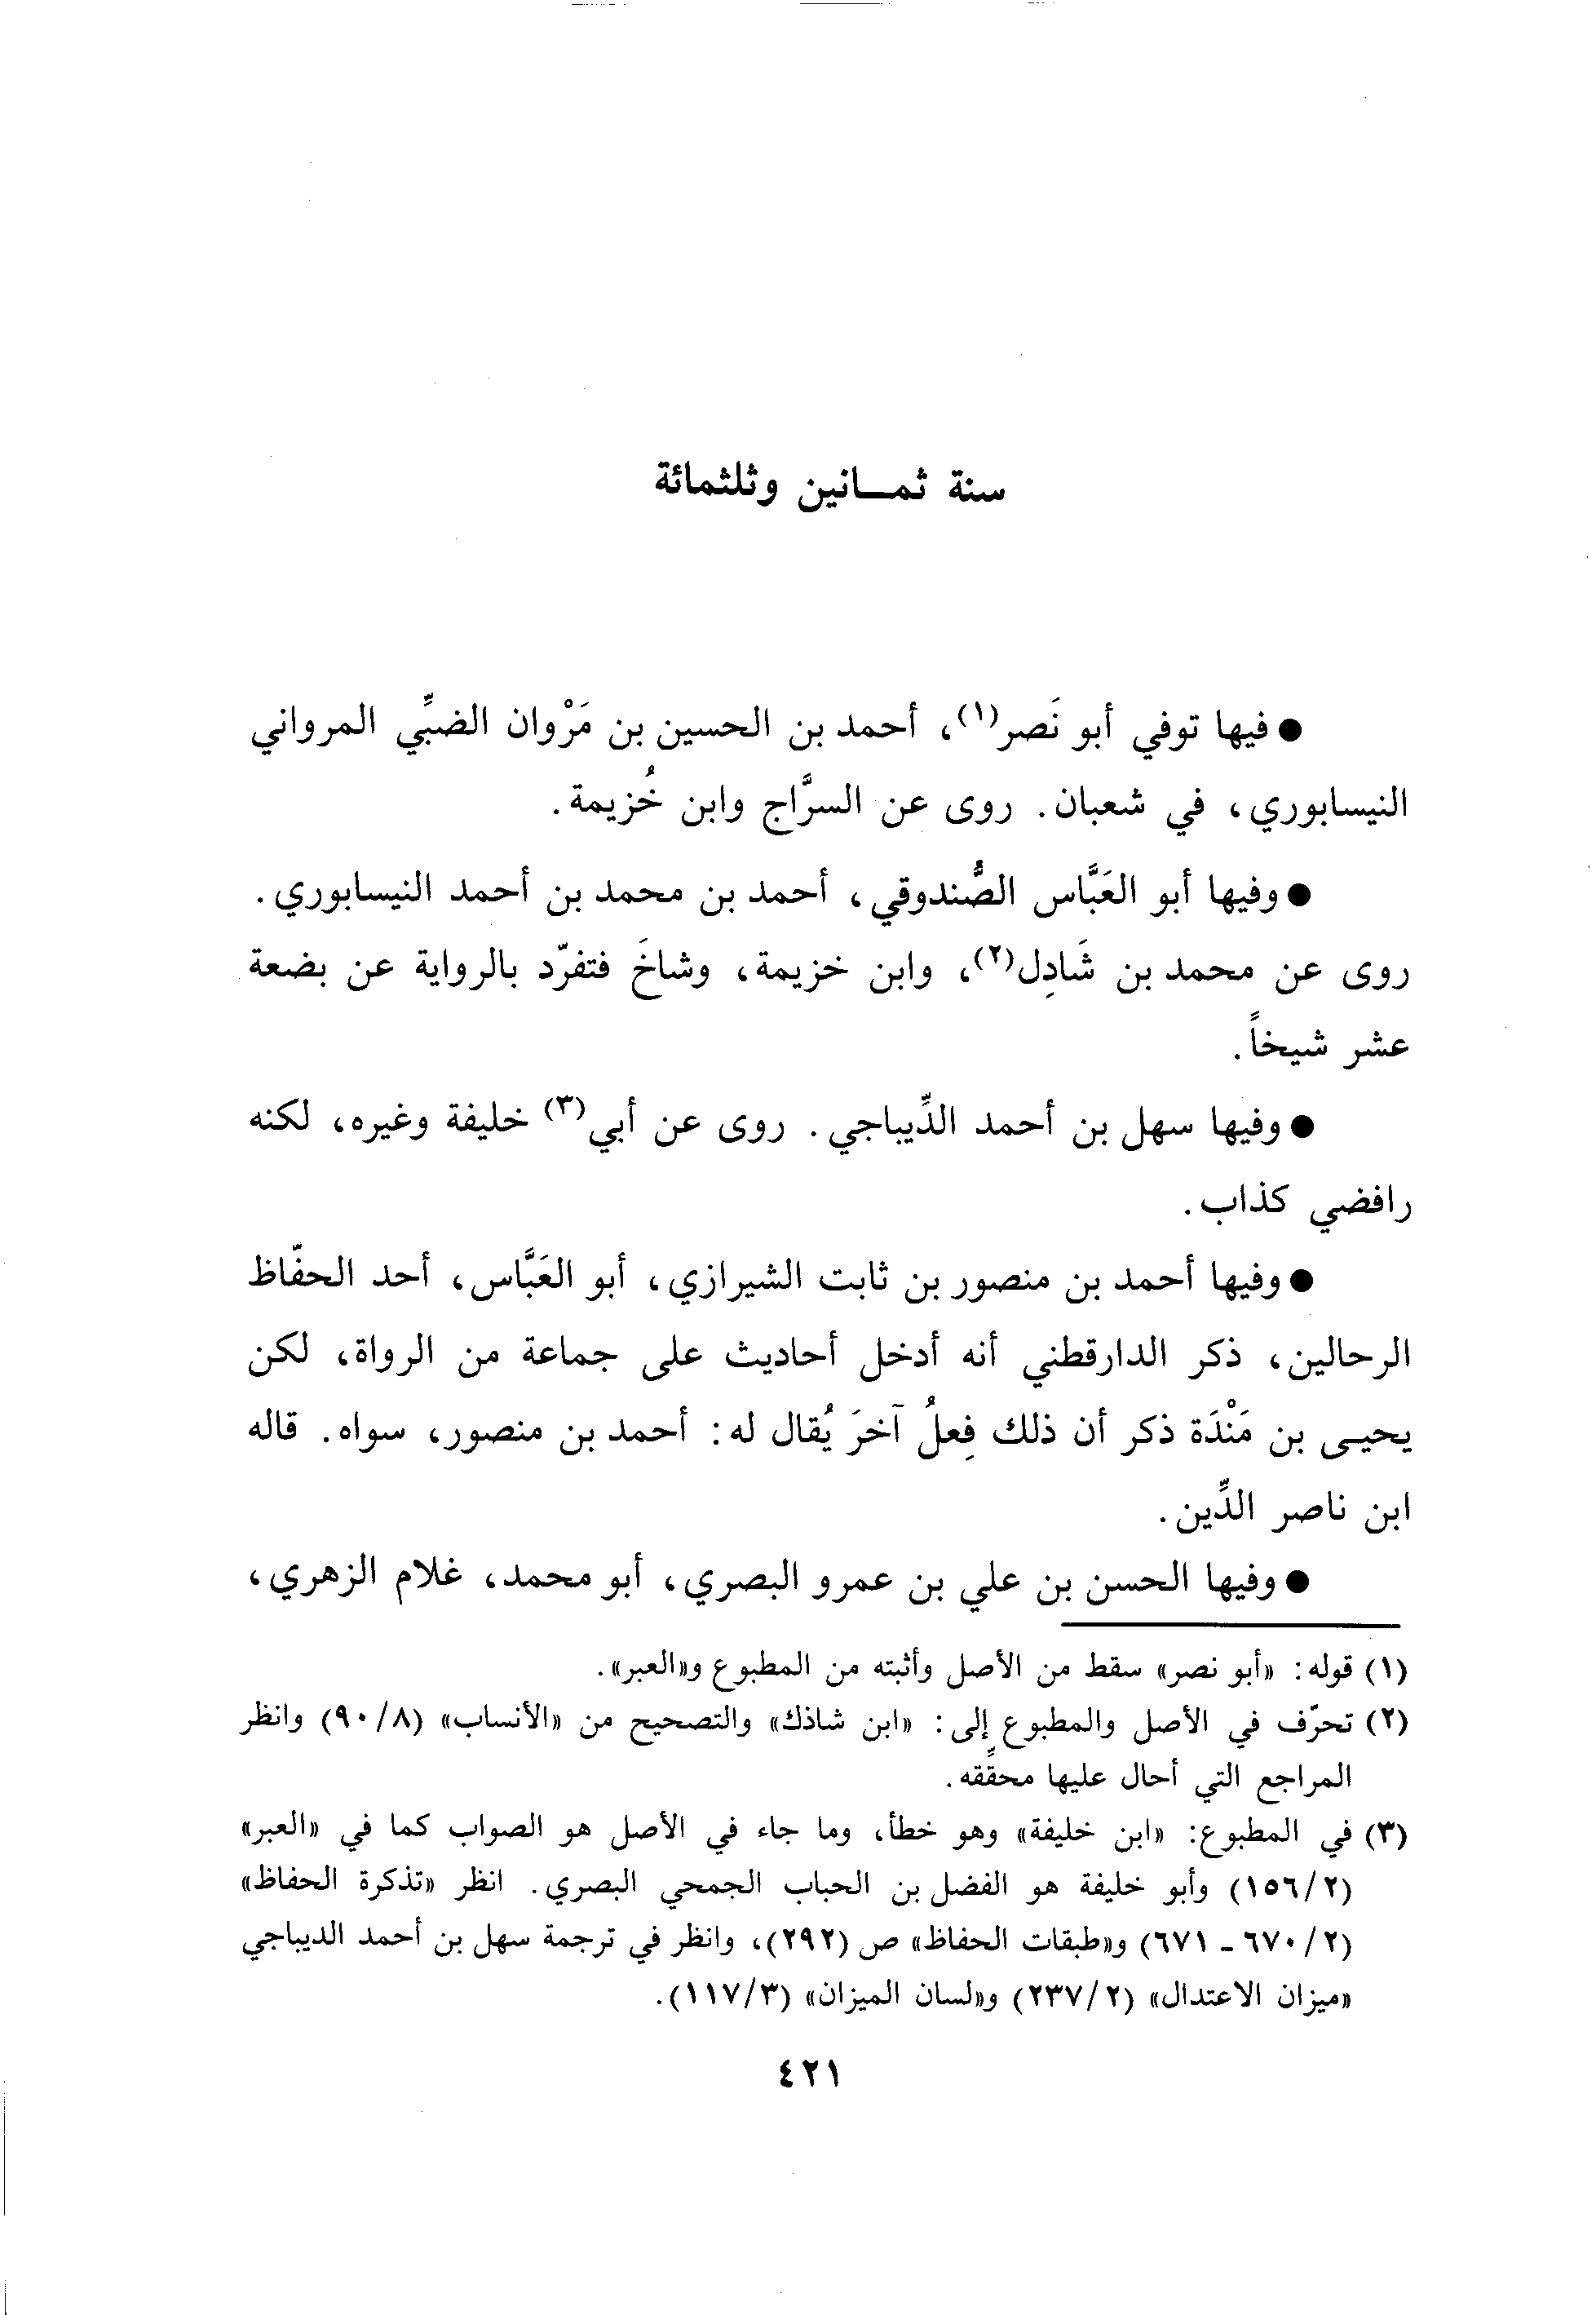 سنة ثمـانين وثلثمائة
● فيها توفي أبو نَصر(١)، أحمد بن الحسين بن مَرْوان الضبِّي المرواني
النيسابوري، في شعبان. روى عن السرَّاج وابن خُزيمة.
● وفيها أبو العَبَّاس الصُّندوقي، أحمد بن محمد بن أحمد النيسابوري.
روى عن محمد بن شَادِل(٢)، وابن خزيمة، وشاخَ فتفرّد بالرواية عن بضعة
عشر شيخاً.
● وفيها سهل بن أحمد الدِّيباجي. روى عن أبي(٣) خليفة وغيره، لكنه
رافضي كذاب.
● وفيها أحمد بن منصور بن ثابت الشيرازي، أبو العَبَّاس، أحد الحفّاظ
الرحالين، ذكر الدارقطني أنه أدخل أحاديث على جماعة من الرواة، لكن
يحيـى بن مَنْدَة ذكر أن ذلك فِعلُ آخرَ يُقال له: أحمد بن منصور، سواه. قاله
ابن ناصر الدِّين.
● وفيها الحسن بن علي بن عمرو البصري، أبو محمد، غلام الزهري،
(١) قوله: «أبو نصر» سقط من الأصل وأثبته من المطبوع و«العبر».
(٢) تحرّف في الأصل والمطبوع إلى: «ابن شاذك» والتصحيح من «الأنساب» (٨/٩٠) وانظر
المراجع التي أحال عليها محقِّقه.
(٣) في المطبوع: «ابن خليفة» وهو خطأ، وما جاء في الأصل هو الصواب كما في «العبر»
(٢/١٥٦) وأبو خليفة هو الفضل بن الحباب الجمحي البصري. انظر «تذكرة الحفاظ»
(٢/٦٧٠ - ٦٧١) و«طبقات الحفاظ» ص (٢٩٢)، وانظر في ترجمة سهل بن أحمد الديباجي
«ميزان الاعتدال» (٢/٢٣٧) و«لسان الميزان» (٣/١١٧).
٤٢١